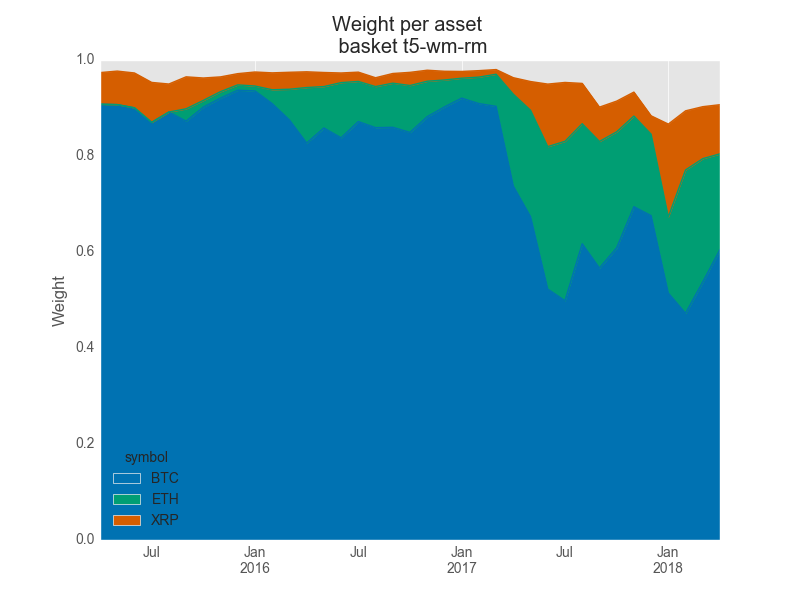 Weight per asset
basket t5-wm-rm
1.0
0.8
0.6
0.4
0.2
0.0
Weight
symbol
BTC
ETH
XRP
Jul
Jan
2016
Jul
Jan
2017
Jul
Jan
2018